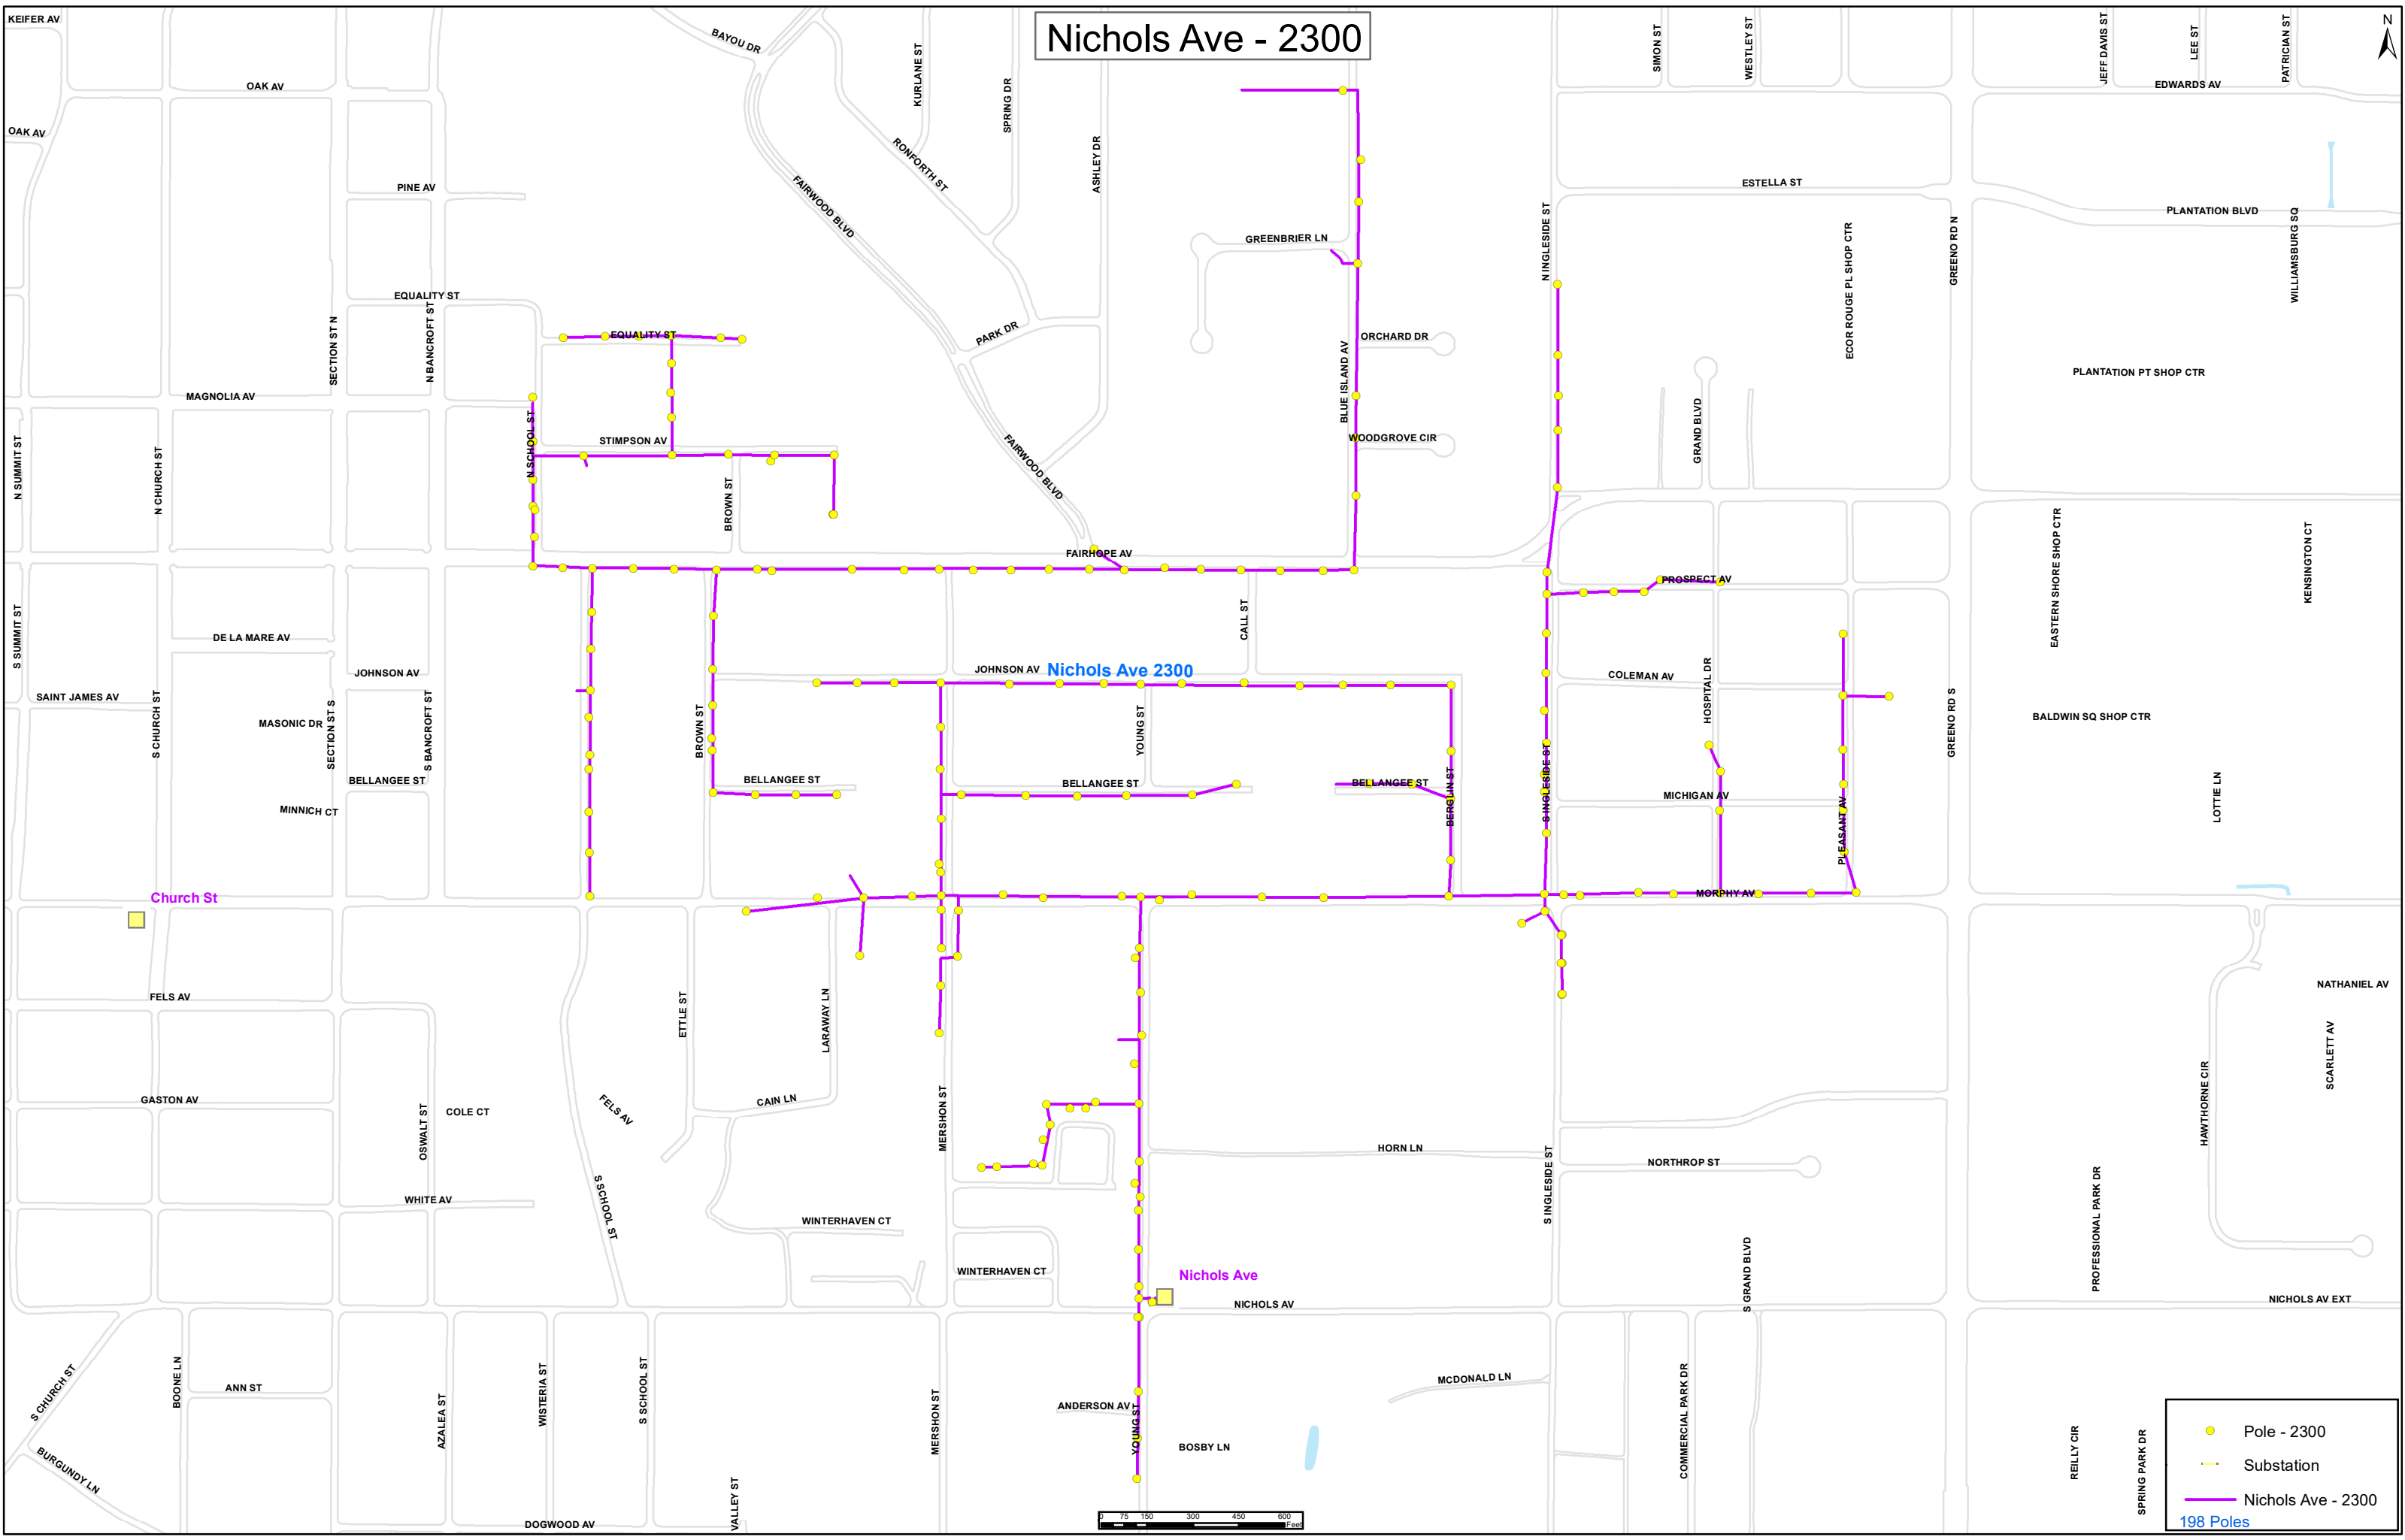 Nichols Ave - 2300
N
KEIFER AV
BAYOU DR
KURLANE ST
SPRING DR
SIMON ST
WESTLEY ST
JEFF DAVIS ST
LEE ST
PATRICIAN ST
OAK AV
EDWARDS AV
OAK AV
RONFORTH ST
ASHLEY DR
PINE AV
FAIRWOOD BLVD
ESTELLA ST
PLANTATION BLVD
GREENBRIER LN
N INGLESIDE ST
ECOR ROUGE PL SHOP CTR
GREENO RD N
WILLIAMSBURG SQ
EQUALITY ST
SECTION ST N
N BANCROFT ST
EQUALITY ST
PARK DR
BLUE ISLAND AV
ORCHARD DR
PLANTATION PT SHOP CTR
MAGNOLIA AV
N SCHOOL ST
STIMPSON AV
WOODGROVE CIR
GRAND BLVD
N SUMMIT ST
N CHURCH ST
BROWN ST
FAIRWOOD BLVD
FAIRHOPE AV
EASTERN SHORE SHOP CTR
KENSINGTON CT
PROSPECT AV
S SUMMIT ST
DE LA MARE AV
CALL ST
JOHNSON AV
JOHNSON AV
Nichols Ave 2300
COLEMAN AV
HOSPITAL DR
SAINT JAMES AV
S CHURCH ST
MASONIC DR
SECTION ST S
S BANCROFT ST
BROWN ST
YOUNG ST
GREENO RD S
BALDWIN SQ SHOP CTR
BELLANGEE ST
BELLANGEE ST
BELLANGEE ST
BELLANGEE ST
BERGLIN ST
S INGLESIDE ST
MICHIGAN AV
PLEASANT AV
LOTTIE LN
MINNICH CT
Church St
MORPHY AV
FELS AV
ETTLE ST
LARAWAY LN
NATHANIEL AV
SCARLETT AV
HAWTHORNE CIR
GASTON AV
OSWALT ST
COLE CT
FELS AV
CAIN LN
MERSHON ST
HORN LN
S INGLESIDE ST
NORTHROP ST
WHITE AV
S SCHOOL ST
WINTERHAVEN CT
PROFESSIONAL PARK DR
WINTERHAVEN CT
Nichols Ave
NICHOLS AV
S GRAND BLVD
NICHOLS AV EXT
S CHURCH ST
BOONE LN
ANN ST
AZALEA ST
WISTERIA ST
S SCHOOL ST
MERSHON ST
ANDERSON AV
YOUNG ST
BOSBY LN
MCDONALD LN
COMMERCIAL PARK DR
REILLY CIR
SPRING PARK DR
BURGUNDY LN
VALLEY ST
DOGWOOD AV
0 75 150 300 450 600
Feet
Pole - 2300
Substation
Nichols Ave - 2300
198 Poles